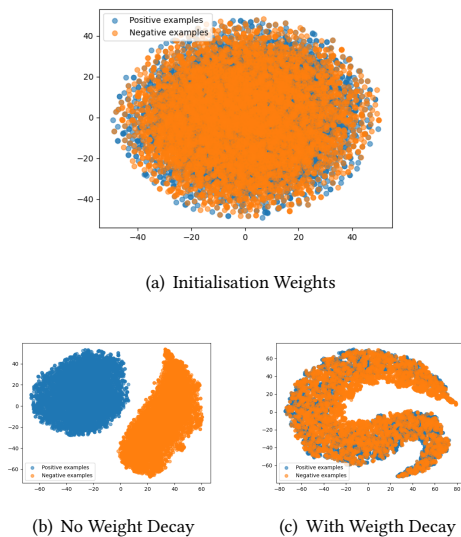 Positive examples
Negative examples
40
20
0
−20
−40
−40 −20 0 20 40
(a) Initialisation Weights
40
20
0
−20
−40
−60
Positive examples
Negative examples
−60 −40 −20 0 20 40 60
(b) No Weight Decay
60
40
20
0
−20
−40
−60
Positive examples
Negative examples
−80 −60 −40 −20 0 20 40 60 80
(c) With Weigth Decay